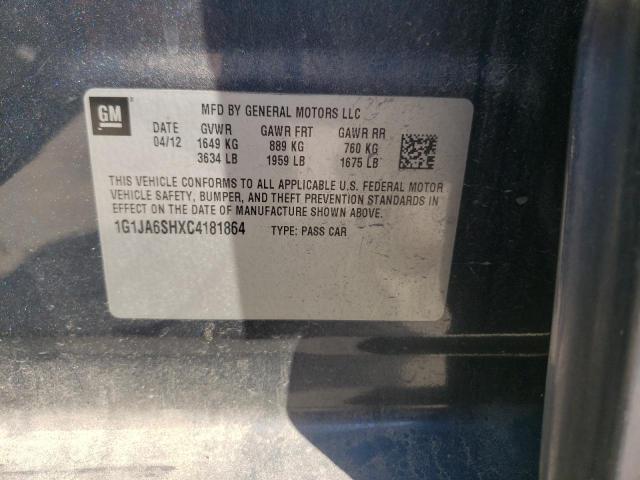 GM
MFD BY GENERAL MOTORS LLC
DATE GVWR GAWR FRT GAWR RR
04/12 1649 KG 889 KG 760 KG
3634 LB 1959 LB 1675 LB
THIS VEHICLE CONFORMS TO ALL APPLICABLE U.S. FEDERAL MOTOR
VEHICLE SAFETY, BUMPER, AND THEFT PREVENTION STANDARDS IN
EFFECT ON THE DATE OF MANUFACTURE SHOWN ABOVE.
1G1JA6SHXC4181864 TYPE: PASS CAR